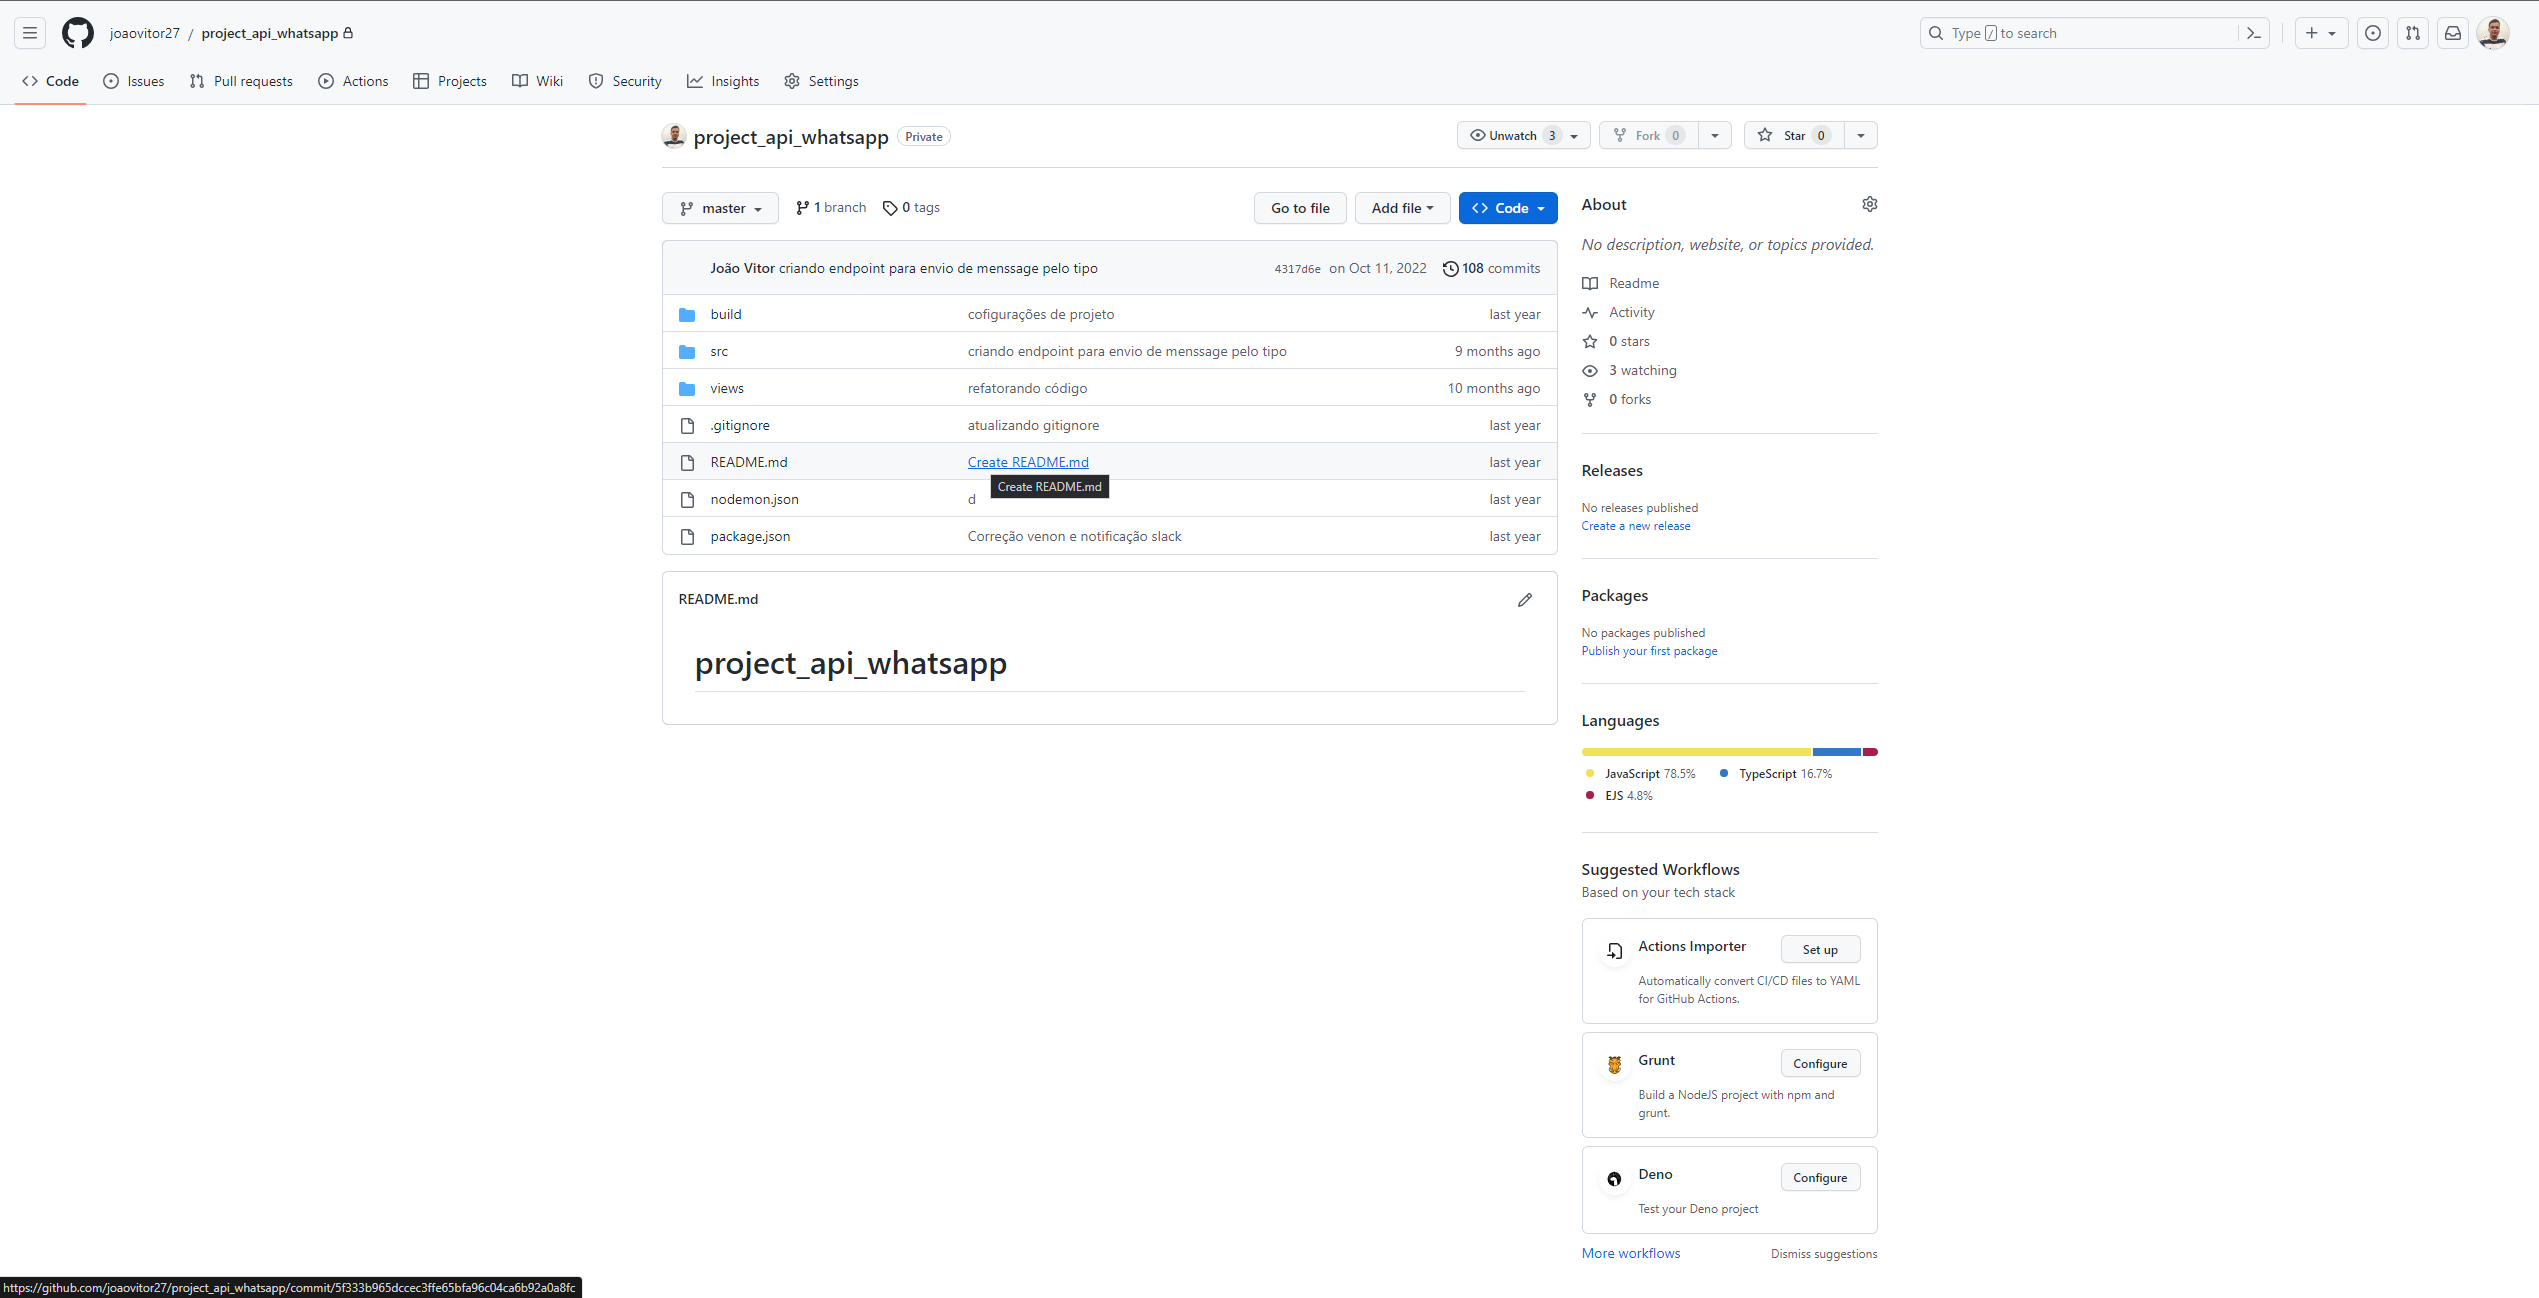 joaovitor27 / project_api_whatsapp
Type / to search
Code Issues Pull requests Actions Projects Wiki Security Insights Settings
project_api_whatsapp Private
Unwatch 3 Fork 0 Star 0
master 1 branch 0 tags Go to file Add file Code
João Vitor criando endpoint para envio de menssage pelo tipo 4317d6e on Oct 11, 2022 108 commits
build cofigurações de projeto last year
src criando endpoint para envio de menssage pelo tipo 9 months ago
views refatorando código 10 months ago
.gitignore atualizando gitignore last year
README.md Create README.md last year
Create README.md
nodemon.json d last year
package.json Correção venon e notificação slack last year
README.md
project_api_whatsapp
About
No description, website, or topics provided.
Readme
Activity
0 stars
3 watching
0 forks
Releases
No releases published
Create a new release
Packages
No packages published
Publish your first package
Languages
JavaScript 78.5% TypeScript 16.7%
EJS 4.8%
Suggested Workflows
Based on your tech stack
Actions Importer Set up
Automatically convert CI/CD files to YAML
for GitHub Actions.
Grunt Configure
Build a NodeJS project with npm and
grunt.
Deno Configure
Test your Deno project
More workflows Dismiss suggestions
https://github.com/joaovitor27/project_api_whatsapp/commit/5f333b965dccec3ffe65bfa96c04ca6b92a0a8fc